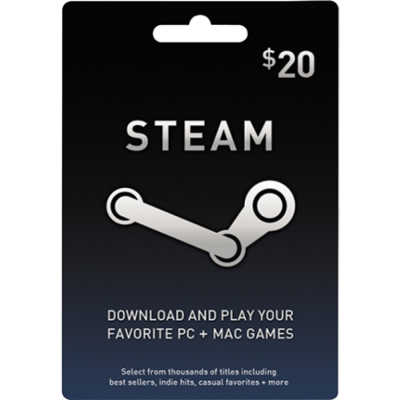 $20
STEAM
DOWNLOAD AND PLAY YOUR
FAVORITE PC + MAC GAMES
Select from thousands of titles including
best sellers, indie hits, casual favorites + more